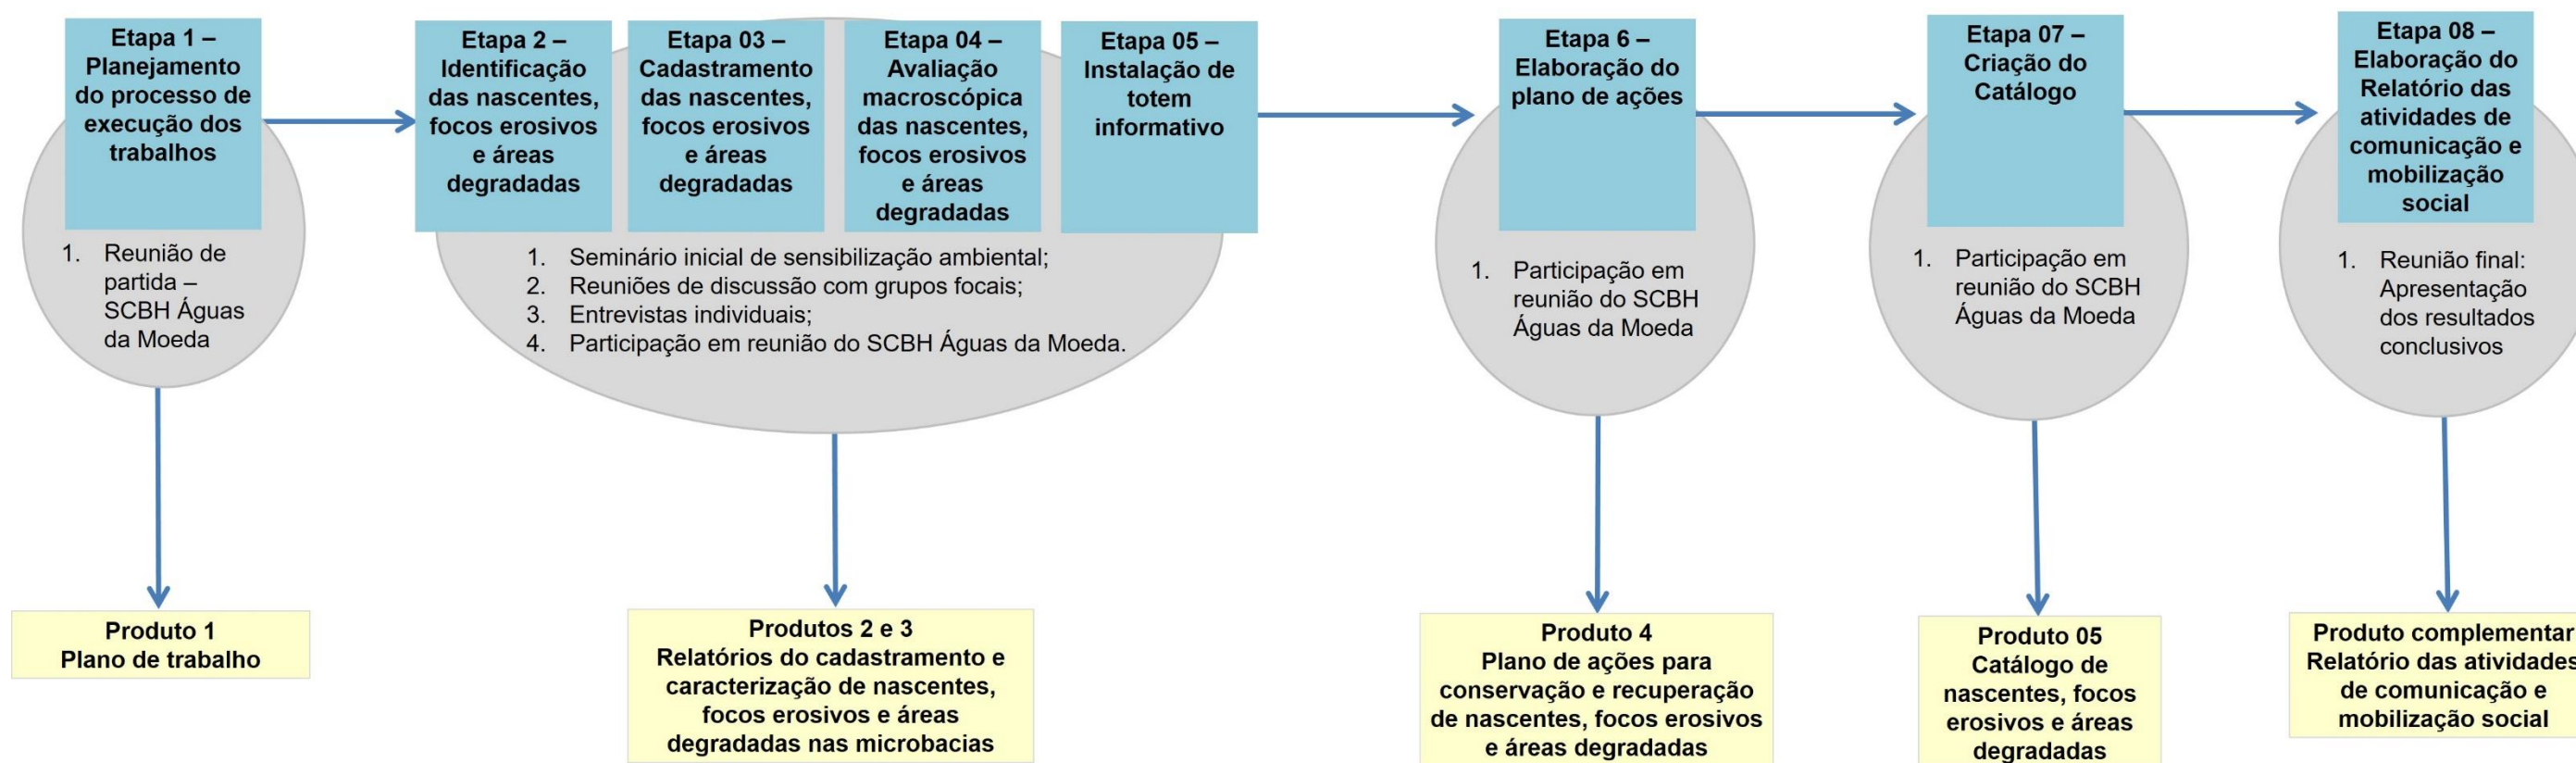 Etapa 1 –
Planejamento
do processo de
execução dos
trabalhos
1. Reunião de
partida –
SCBH Águas
da Moeda
Produto 1
Plano de trabalho
Etapa 2 –
Identificação
das nascentes,
focos erosivos
e áreas
degradadas
Etapa 03 –
Cadastramento
das nascentes,
focos erosivos
e áreas
degradadas
Etapa 04 –
Avaliação
macroscópica
das nascentes,
focos erosivos
e áreas
degradadas
Etapa 05 –
Instalação de
totem
informativo
1. Seminário inicial de sensibilização ambiental;
2. Reuniões de discussão com grupos focais;
3. Entrevistas individuais;
4. Participação em reunião do SCBH Águas da Moeda.
Produtos 2 e 3
Relatórios do cadastramento e
caracterização de nascentes,
focos erosivos e áreas
degradadas nas microbacias
Etapa 6 –
Elaboração do
plano de ações
1. Participação em
reunião do SCBH
Águas da Moeda
Produto 4
Plano de ações para
conservação e recuperação
de nascentes, focos erosivos
e áreas degradadas
Etapa 07 –
Criação do
Catálogo
1. Participação em
reunião do SCBH
Águas da Moeda
Produto 05
Catálogo de
nascentes, focos
erosivos e áreas
degradadas
Etapa 08 –
Elaboração do
Relatório das
atividades de
comunicação e
mobilização
social
1. Reunião final:
Apresentação
dos resultados
conclusivos
Produto complementar
Relatório das atividades
de comunicação e
mobilização social